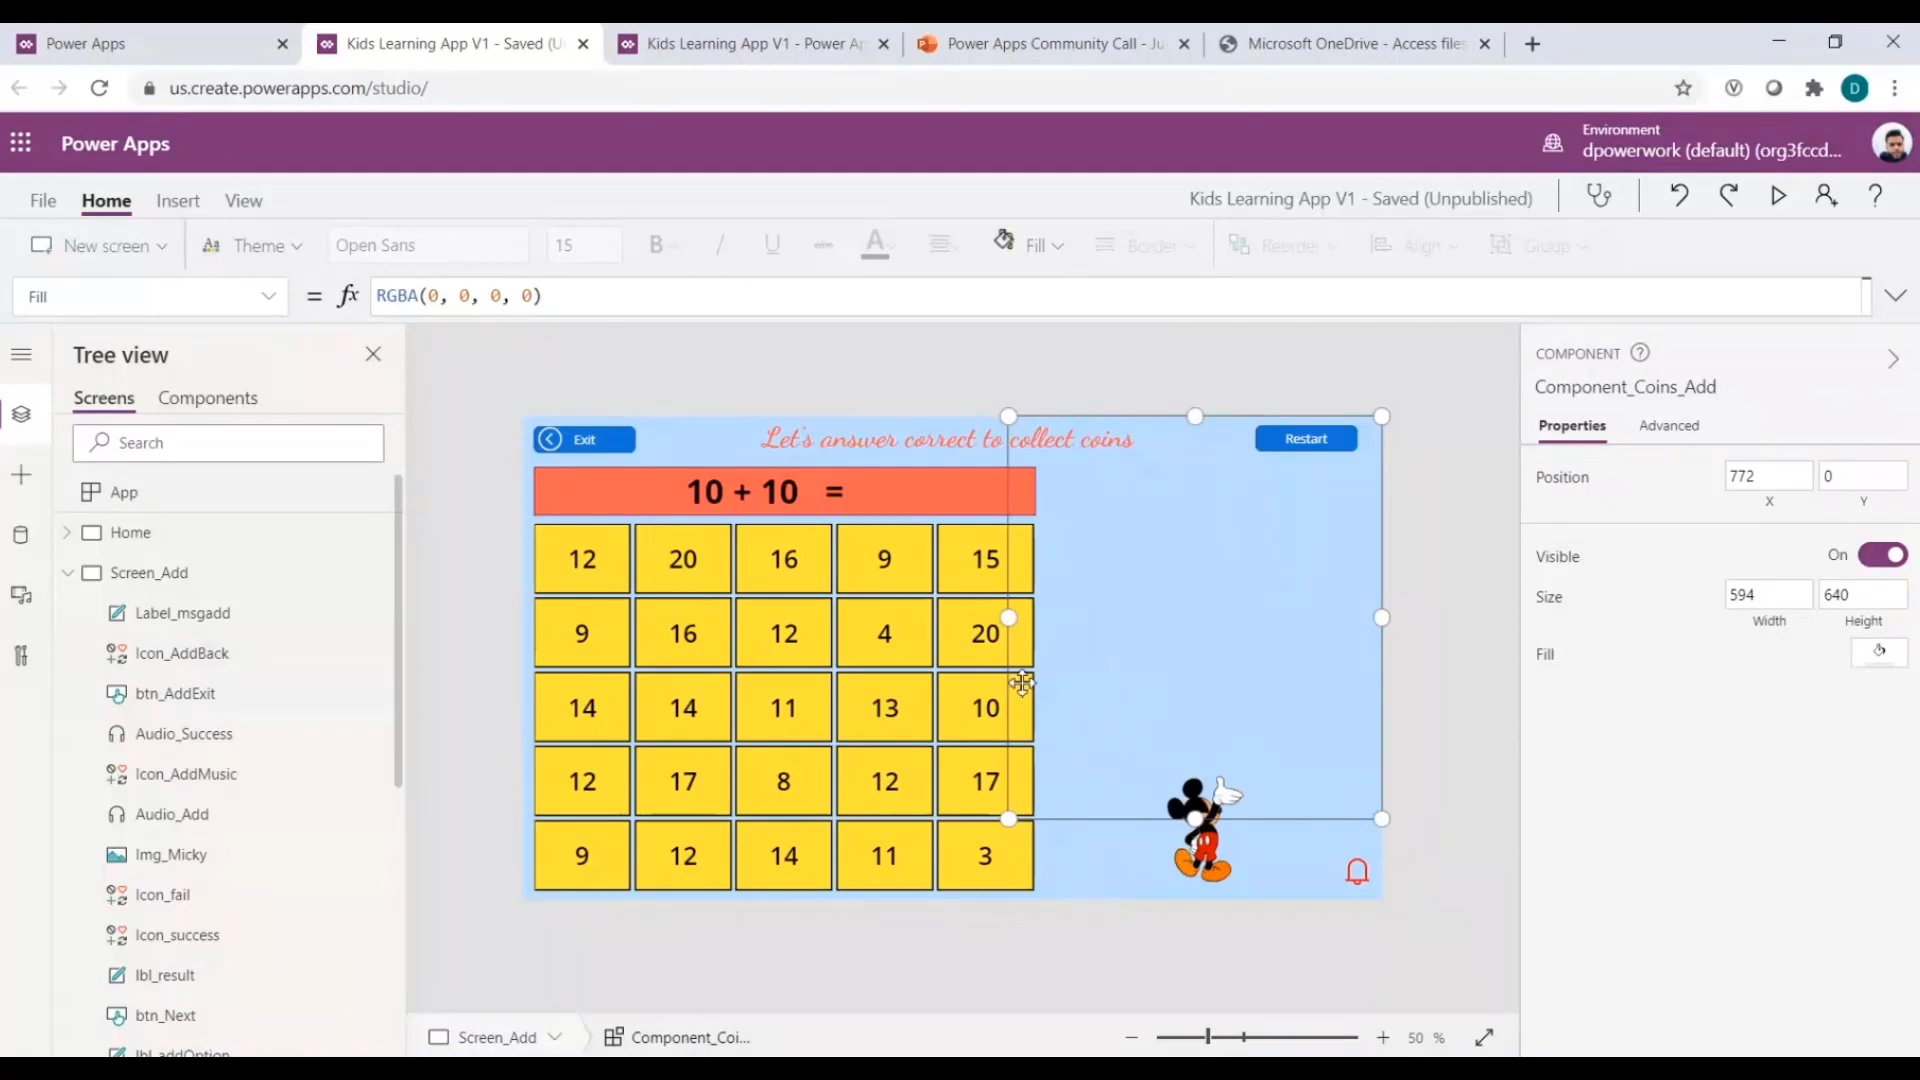 Power Apps
Kids Learning App V1 - Saved (U
Kids Learning App V1 - Power Ap
Power Apps Community Call - Ju
Microsoft OneDrive - Access files
us.create.powerapps.com/studio/
D
Power Apps
Environment
dpowerwork (default) (org3fccd...
File
Home
Insert
View
Kids Learning App V1 - Saved (Unpublished)
New screen
Theme
Open Sans
15
B
Fill
Border
Reorder
Align
Group
Fill
= fx RGBA(0, 0, 0, 0)
Tree view
Screens
Components
Search
App
Home
Screen_Add
Label_msgadd
Icon_AddBack
btn_AddExit
Audio_Success
Icon_AddMusic
Audio_Add
Img_Micky
Icon_fail
Icon_success
lbl_result
btn_Next
lbl_addOption
Exit
Let's answer correct to collect coins
Restart
10 + 10 =
12 20 16 9 15
9 16 12 4 20
14 14 11 13 10
12 17 8 12 17
9 12 14 11 3
Screen_Add
Component_Coi...
50 %
COMPONENT
Component_Coins_Add
Properties
Advanced
Position
772
0
X
Y
Visible
On
Size
594
640
Width
Height
Fill